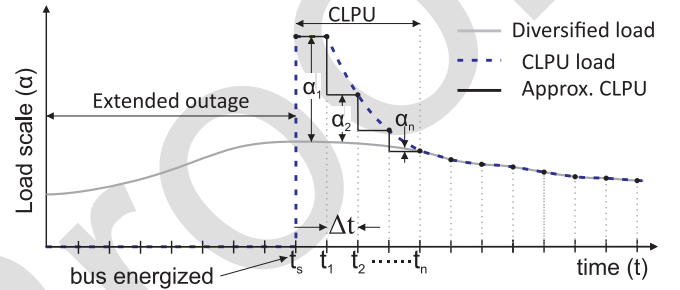 CLPU
Diversified load
CLPU load
Approx. CLPU
Load scale (α)
Extended outage
α1
α2
αn
Δt
ts t1 t2 ······ tn
bus energized
time (t)